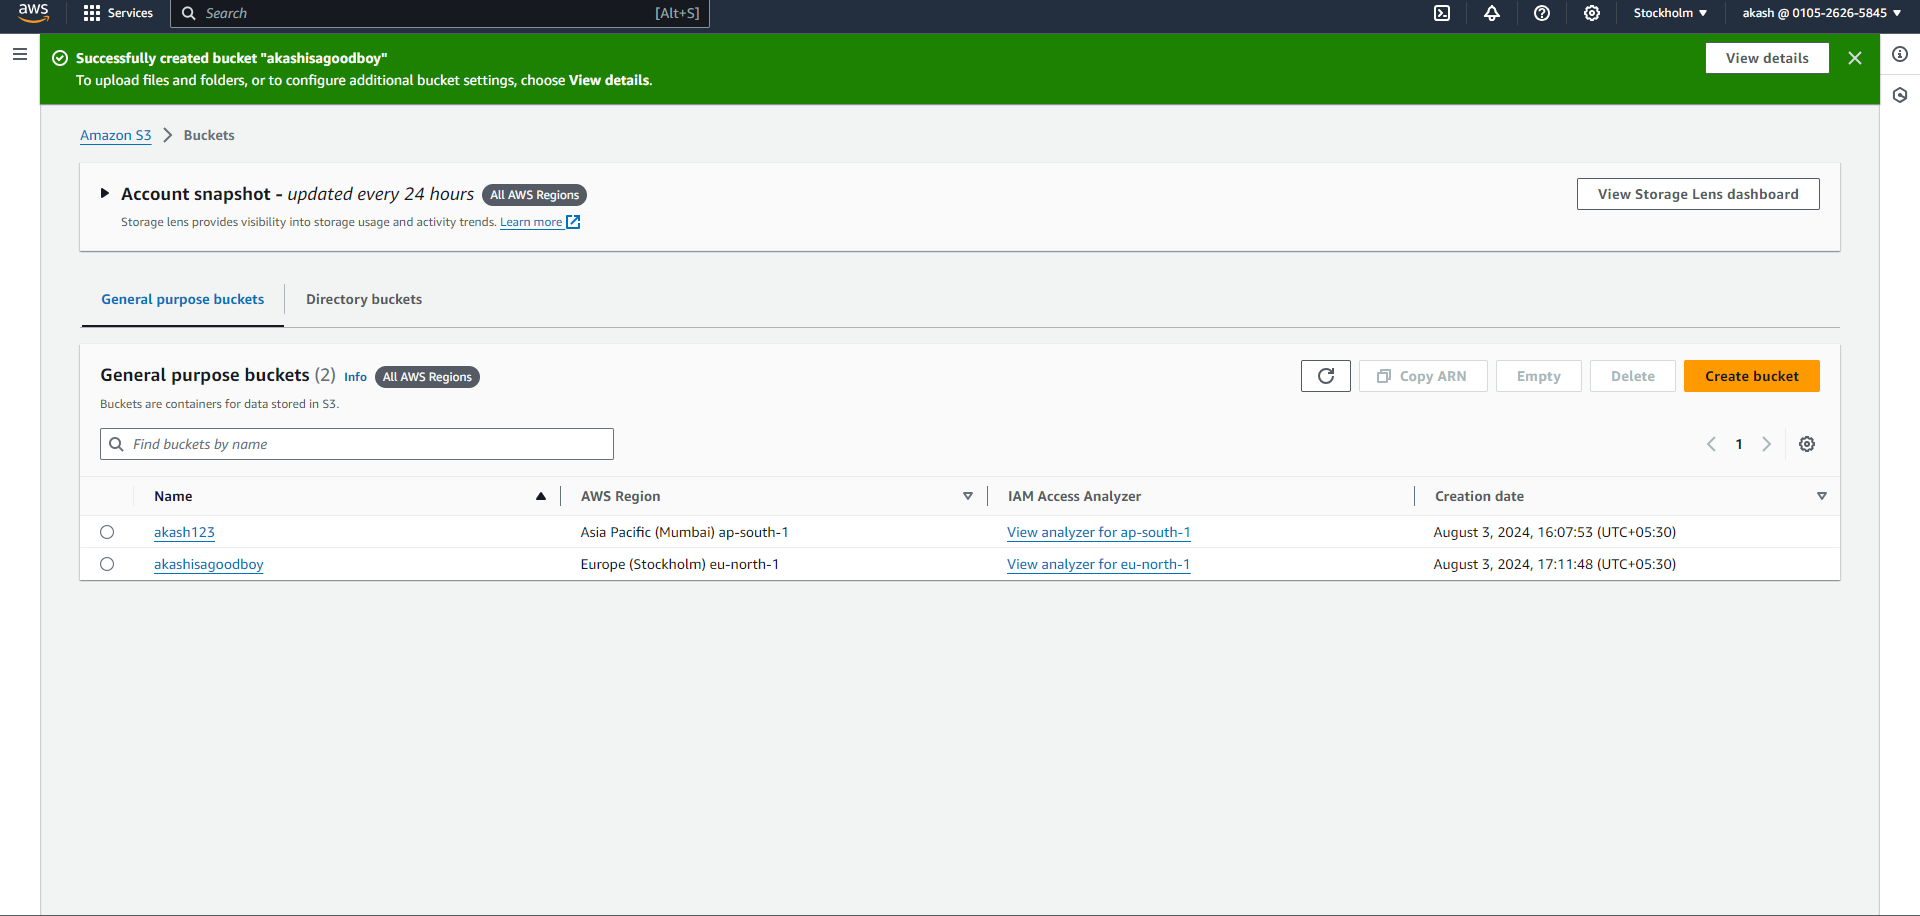 aws Services Search [Alt+S] Stockholm akash @ 0105-2626-5845
Successfully created bucket "akashisagoodboy"
To upload files and folders, or to configure additional bucket settings, choose View details.
View details
Amazon S3 Buckets
Account snapshot - updated every 24 hours All AWS Regions
Storage lens provides visibility into storage usage and activity trends. Learn more
View Storage Lens dashboard
General purpose buckets Directory buckets
General purpose buckets (2) Info All AWS Regions
Buckets are containers for data stored in S3.
Copy ARN Empty Delete Create bucket
Find buckets by name
1
Name AWS Region IAM Access Analyzer Creation date
akash123 Asia Pacific (Mumbai) ap-south-1 View analyzer for ap-south-1 August 3, 2024, 16:07:53 (UTC+05:30)
akashisagoodboy Europe (Stockholm) eu-north-1 View analyzer for eu-north-1 August 3, 2024, 17:11:48 (UTC+05:30)